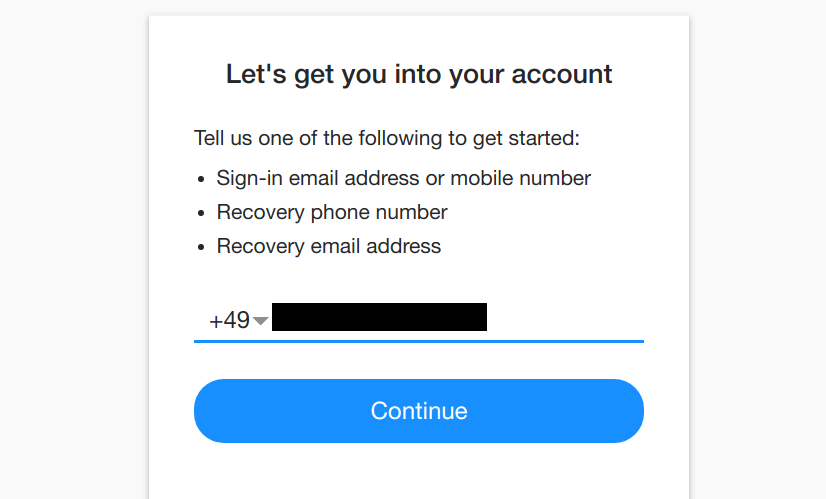 Let's get you into your account
Tell us one of the following to get started:
• Sign-in email address or mobile number
• Recovery phone number
• Recovery email address
+49
Continue